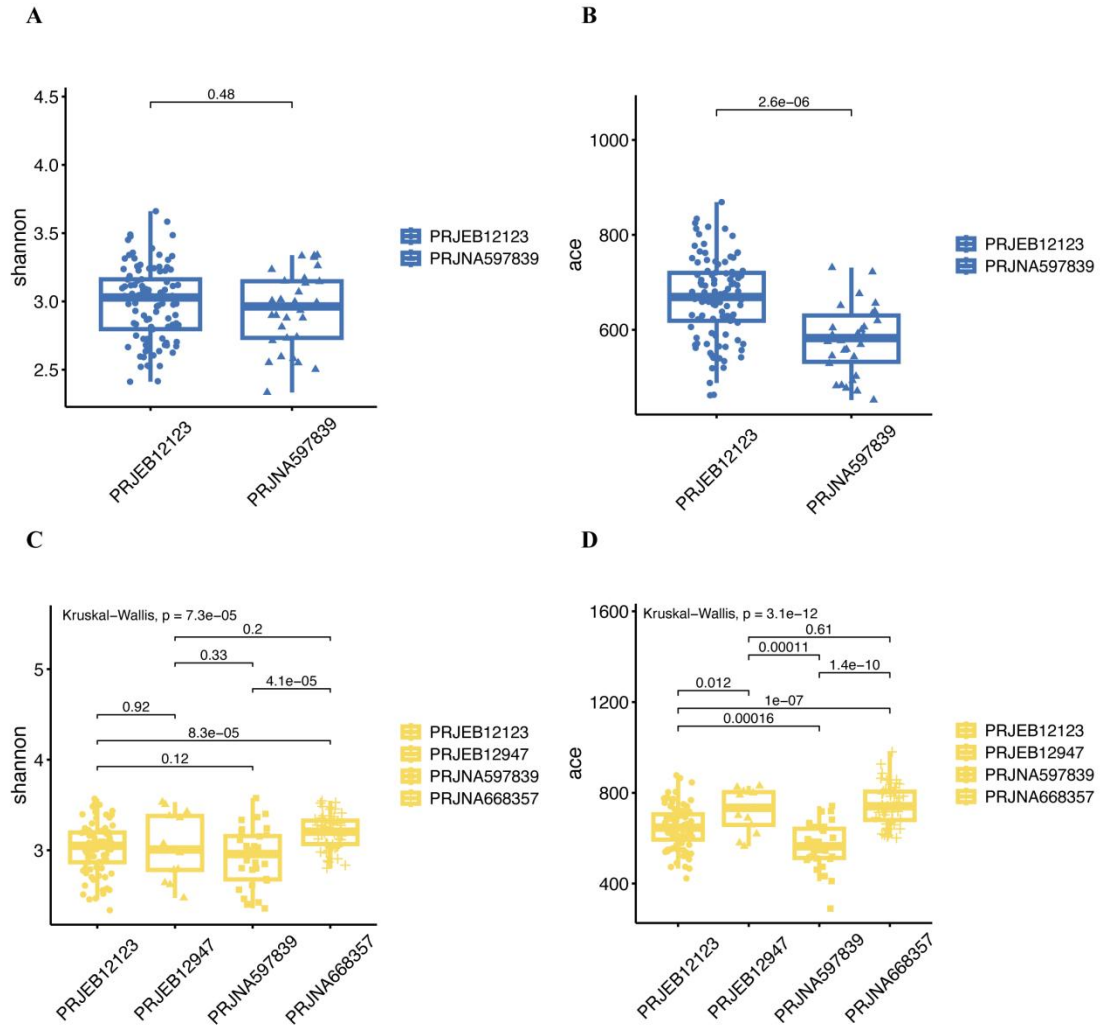 A
B
4.5
4.0
3.5
3.0
2.5
shannon
0.48
PRJEB12123
PRJNA597839
PRJEB12123
PRJNA597839
1000
800
600
ace
2.6e-06
PRJEB12123
PRJNA597839
PRJEB12123
PRJNA597839
C
D
Kruskal-Wallis, p = 7.3e-05
0.2
0.33
4.1e-05
0.92
8.3e-05
0.12
5
4
3
shannon
PRJEB12123
PRJEB12947
PRJNA597839
PRJNA668357
PRJEB12123
PRJEB12947
PRJNA597839
PRJNA668357
Kruskal-Wallis, p = 3.1e-12
0.61
0.00011
1.4e-10
0.012
1e-07
0.00016
1600
1200
800
400
ace
PRJEB12123
PRJEB12947
PRJNA597839
PRJNA668357
PRJEB12123
PRJEB12947
PRJNA597839
PRJNA668357